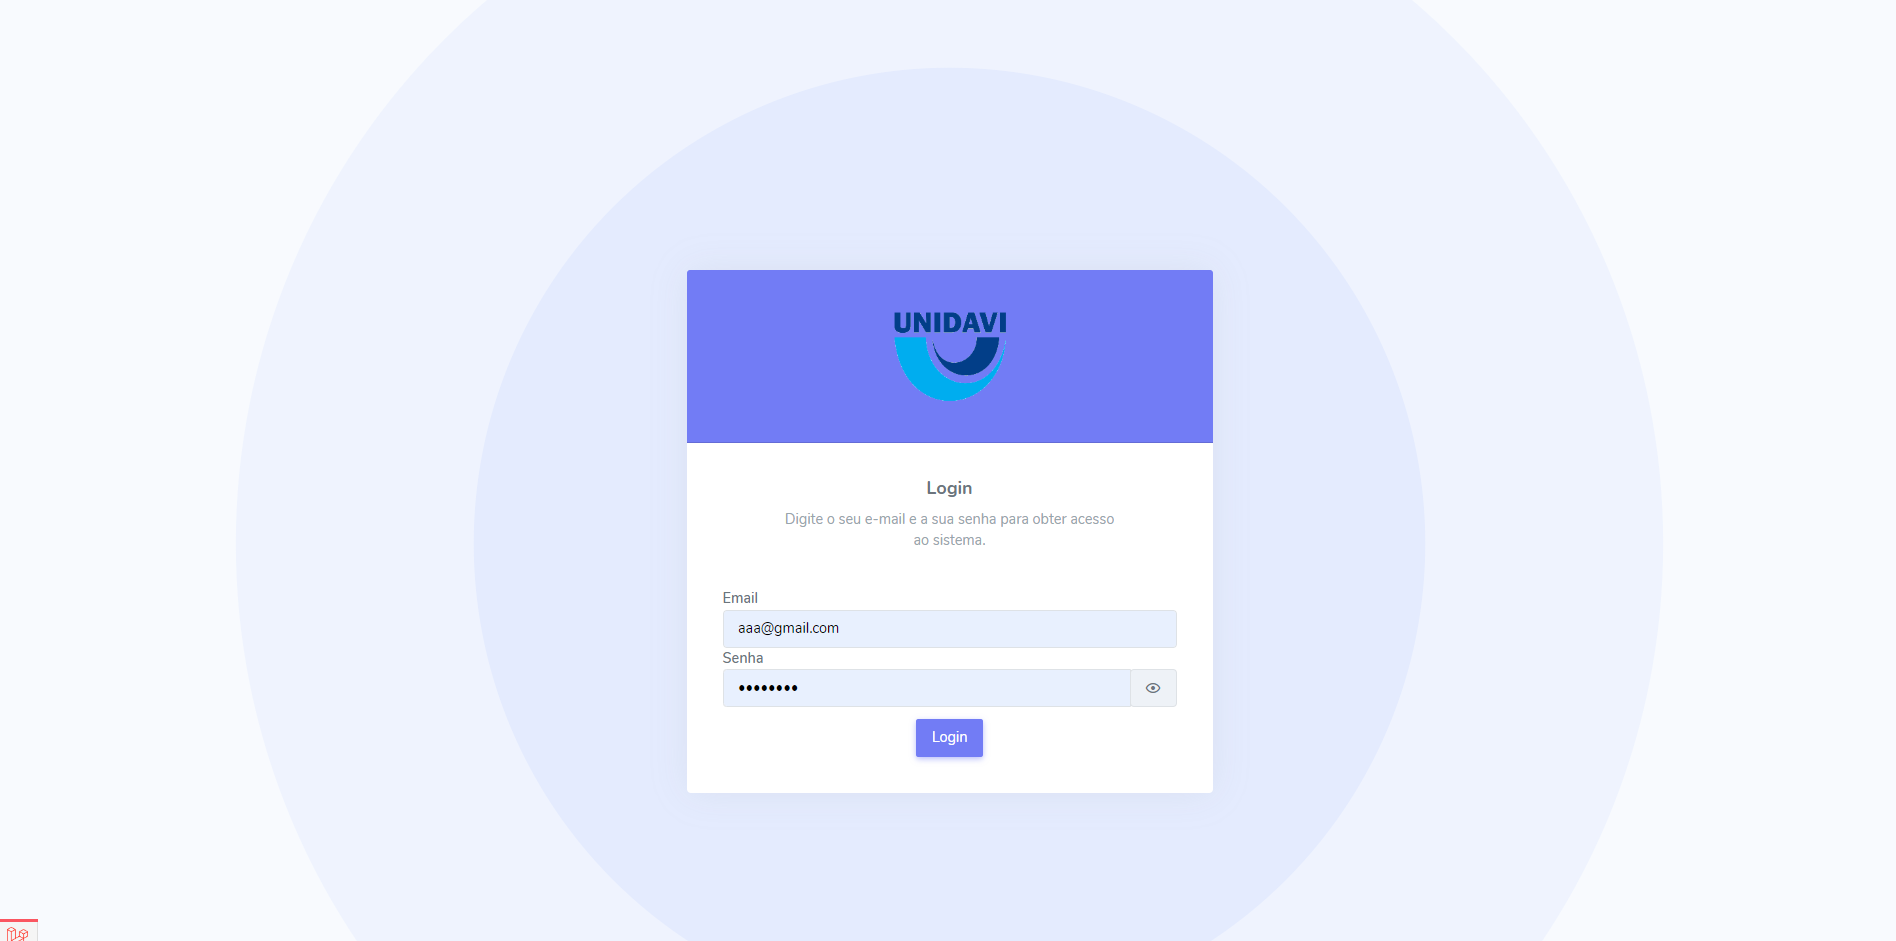 UNIDAVI
Login
Digite o seu e-mail e a sua senha para obter acesso
ao sistema.
Email
aaa@gmail.com
Senha
••••••••
Login